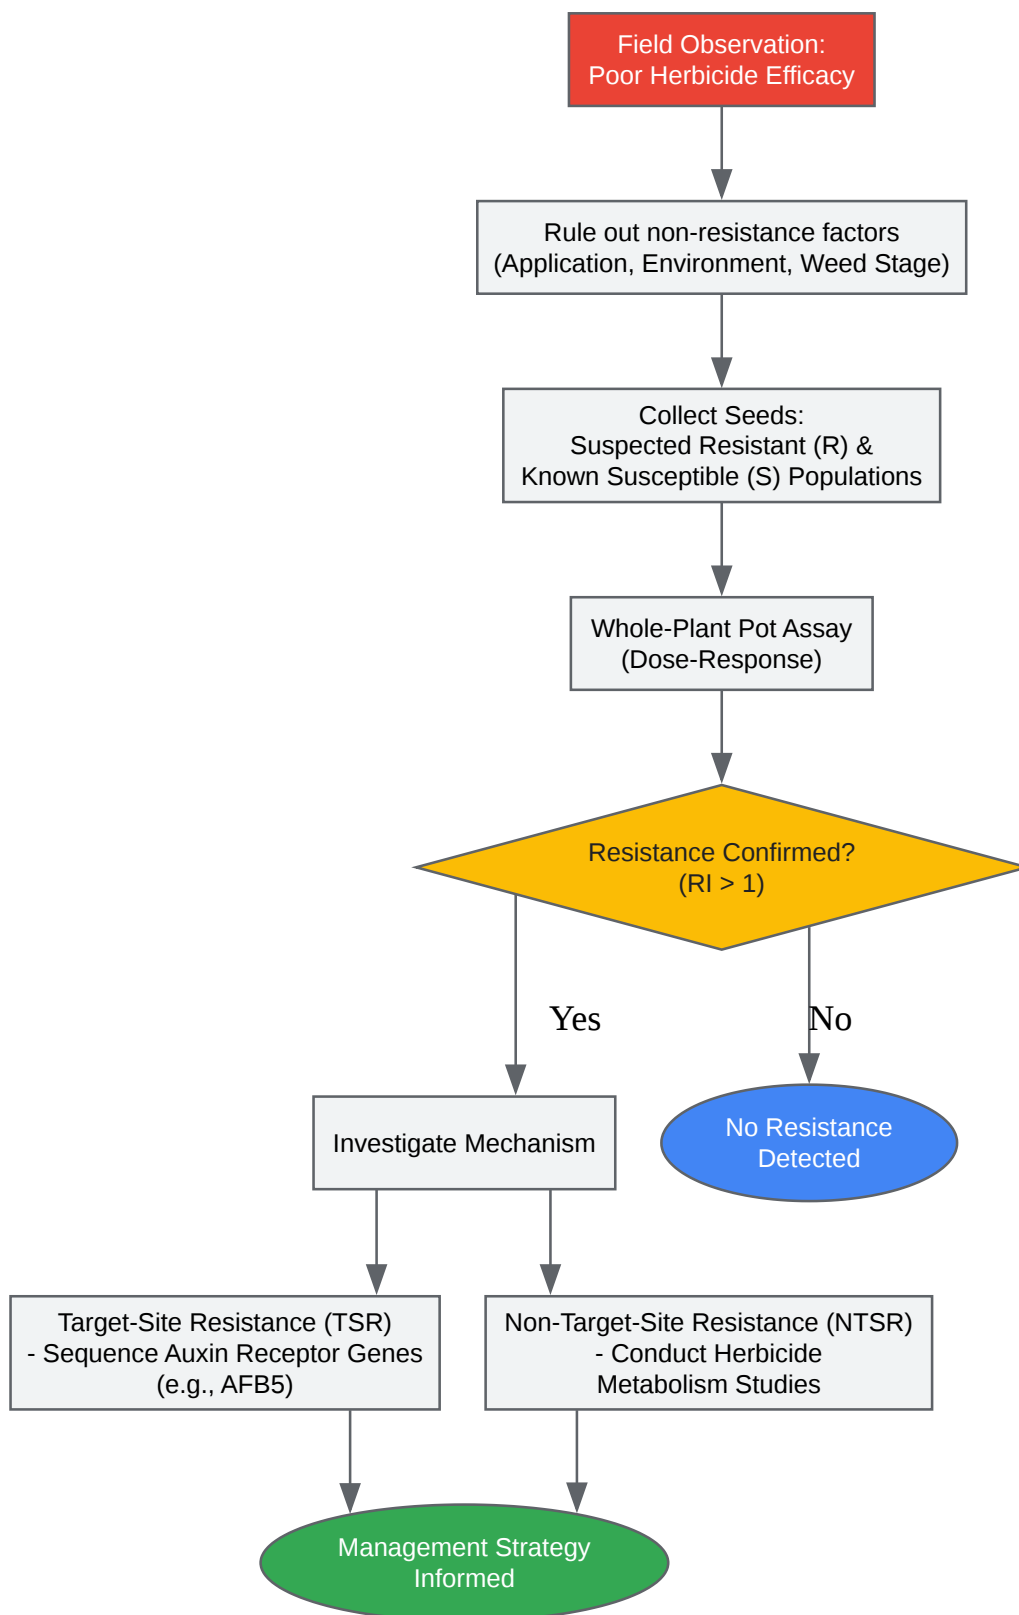 Field Observation:
Poor Herbicide Efficacy
Rule out non-resistance factors
(Application, Environment, Weed Stage)
Collect Seeds:
Suspected Resistant (R) &
Known Susceptible (S) Populations
Whole-Plant Pot Assay
(Dose-Response)
Resistance Confirmed?
(RI > 1)
Yes
No
Investigate Mechanism
No Resistance
Detected
Target-Site Resistance (TSR)
- Sequence Auxin Receptor Genes
(e.g., AFB5)
Non-Target-Site Resistance (NTSR)
- Conduct Herbicide
Metabolism Studies
Management Strategy
Informed